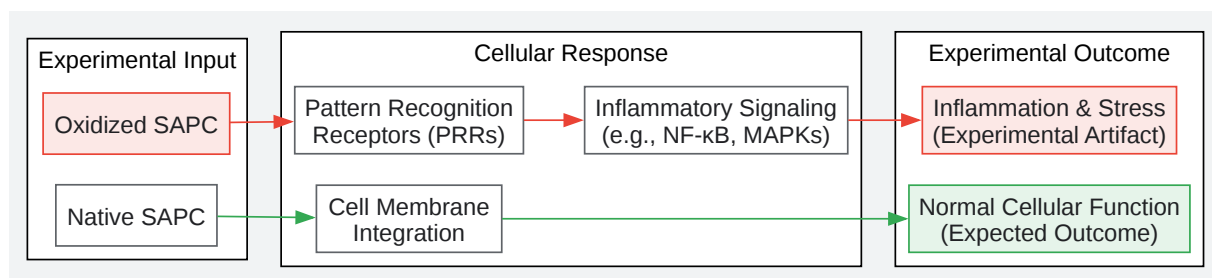 Experimental Input
Oxidized SAPC
Native SAPC
Cellular Response
Pattern Recognition
Receptors (PRRs)
Inflammatory Signaling
(e.g., NF-κB, MAPKs)
Cell Membrane
Integration
Experimental Outcome
Inflammation & Stress
(Experimental Artifact)
Normal Cellular Function
(Expected Outcome)